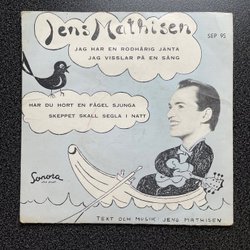 Jens Mathisen
SEP 95
JAG HAR EN RÖDHÅRIG JÄNTA
JAG VISSLAR PÅ EN SÅNG
HAR DU HÖRT EN FÅGEL SJUNGA
SKEPPET SKALL SEGLA I NATT
Sonora
TEXT OCH MUSIK: JENS MATHISEN